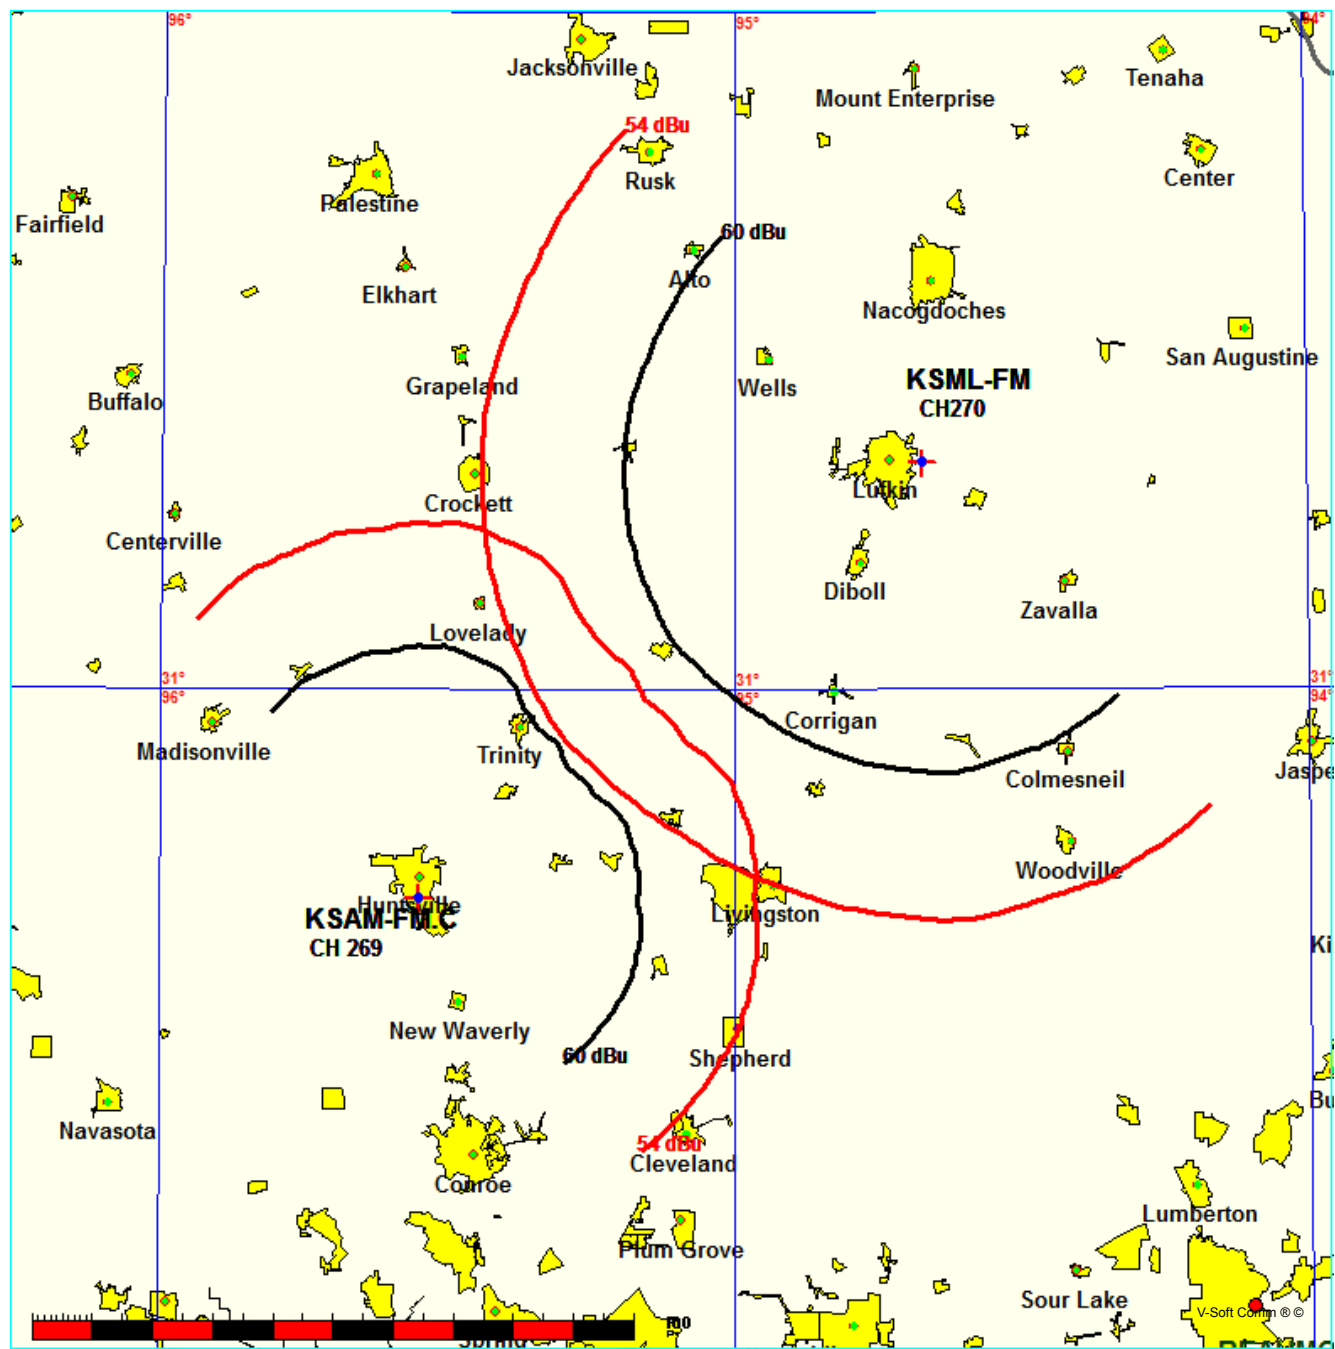 96°
95°
94°
Jacksonville
Mount Enterprise
Tenaha
54 dBu
Rusk
Center
Palestine
Fairfield
60 dBu
Alto
Elkhart
Nacogdoches
San Augustine
Grapeland
Wells
KSML-FM
CH270
Buffalo
Lufkin
Crockett
Centerville
Diboll
Zavalla
Lovelady
31°
96°
31°
95°
31°
94°
Madisonville
Trinity
Corrigan
Colmesneil
Jaspe
Woodville
Huntsville
KSAM-FM.C
CH 269
Livingston
Ki
New Waverly
60 dBu
Shepherd
Navasota
Bu
54 dBu
Cleveland
Conroe
Lumberton
Plum Grove
Sour Lake
V-Soft Comm ® ©